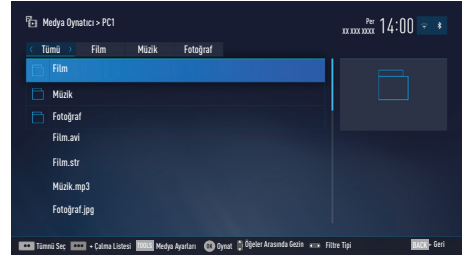 Medya Oynatıcı > PC1
Per
xx xxx xxxx 14:00
Tümü Film Müzik Fotoğraf
Film
Müzik
Fotoğraf
Film.avi
Film.str
Müzik.mp3
Fotoğraf.jpg
Tümnü Seç + Çalma Listesi TOOLS Medya Ayarları OK Oynat Öğeler Arasında Gezin Filtre Tipi BACK Geri